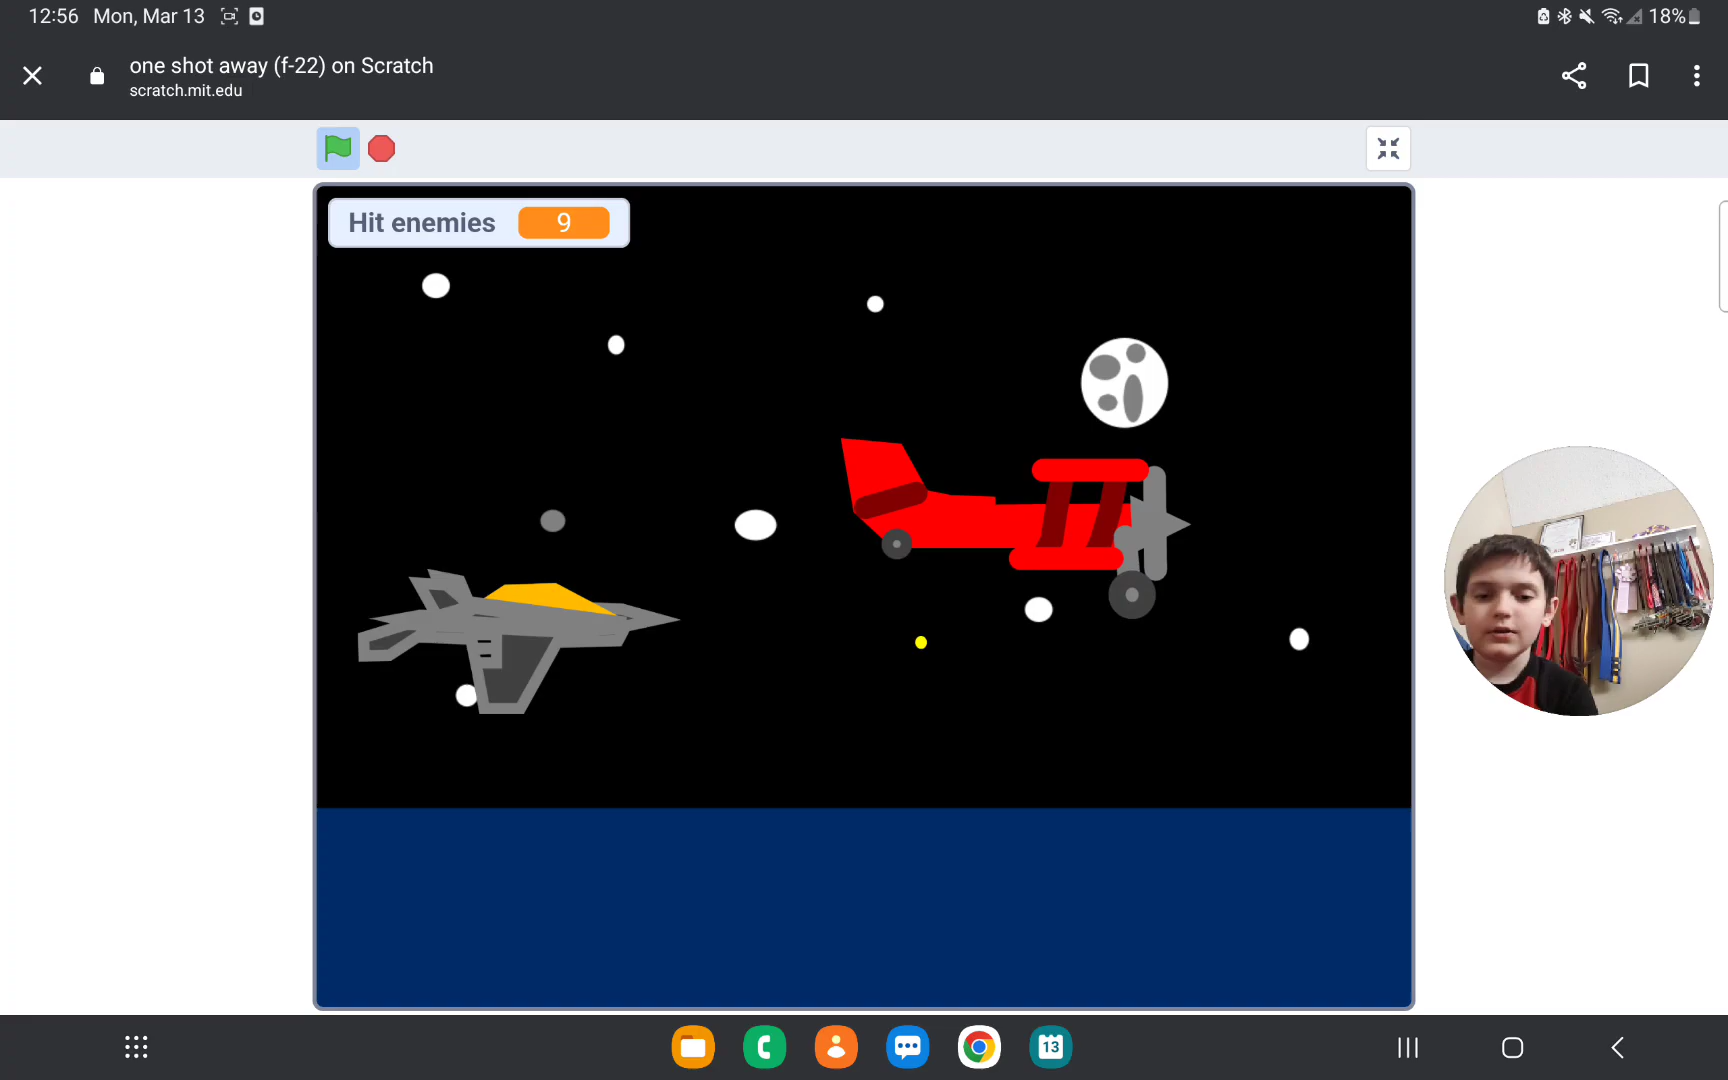 12:56 Mon, Mar 13
18%
one shot away (f-22) on Scratch
scratch.mit.edu
Hit enemies 9
13